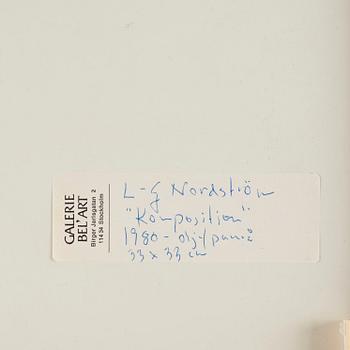 GALERIE
BEL'ART
Birger Jarlsgatan 2
114 34 Stockholm
L-G Nordström
"Komposition"
1980 - olja/pannå
33 x 33 cm